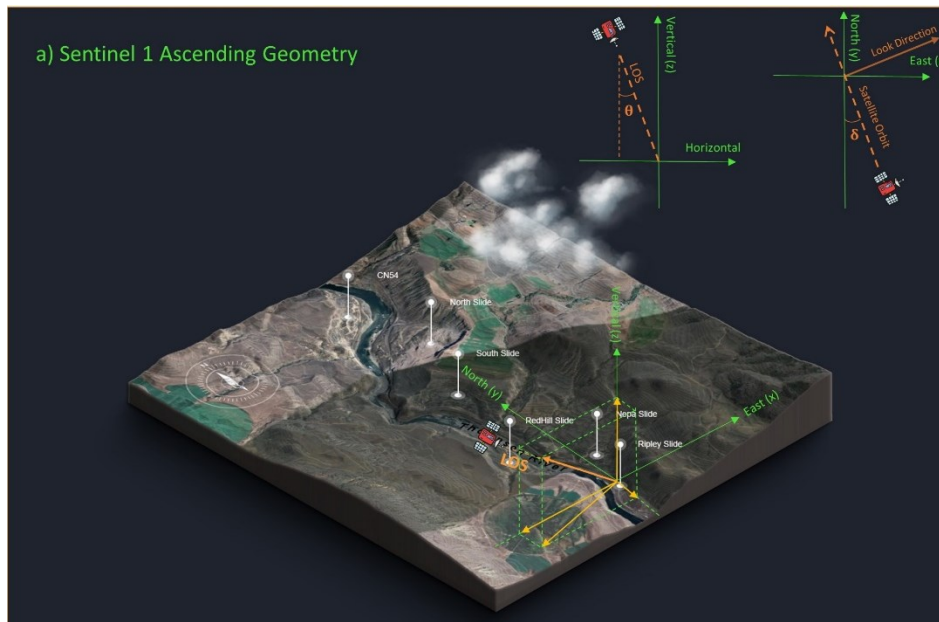 a) Sentinel 1 Ascending Geometry
Vertical (z)
LOS
θ
Horizontal
North (y)
Look Direction
East (
Satellite Orbit
δ
CN54
North Slide
South Slide
North (y)
RedHill Slide
Nepa Slide
Ripley Slide
East (x)
LOS
N